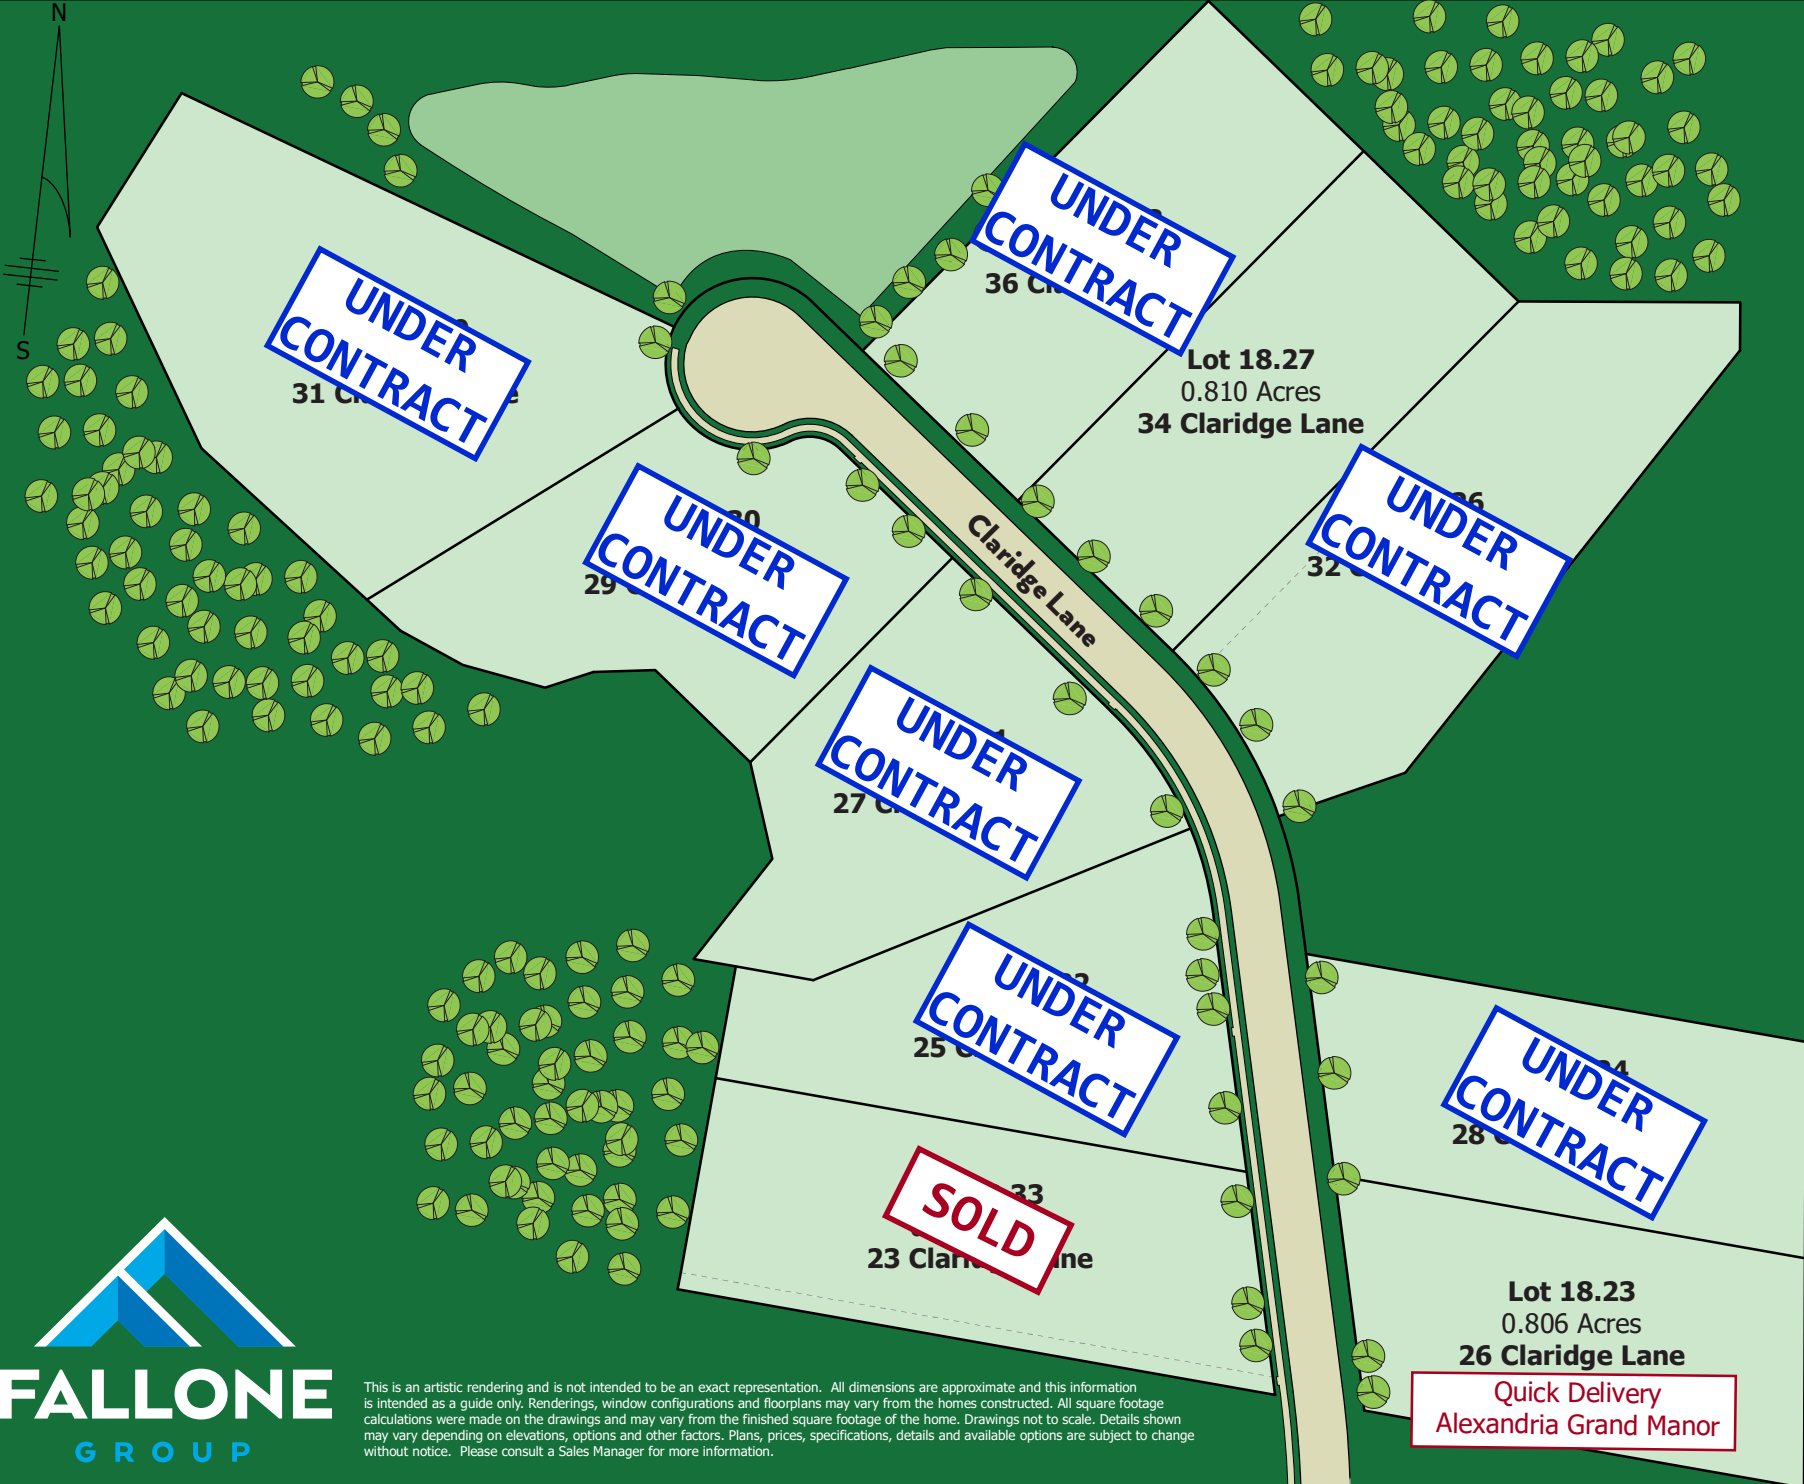 N
S
UNDER
CONTRACT
36
UNDER
CONTRACT
31
Lot 18.27
0.810 Acres
34 Claridge Lane
UNDER
CONTRACT
32
30
UNDER
CONTRACT
29
Claridge Lane
UNDER
CONTRACT
27
UNDER
CONTRACT
25
UNDER
CONTRACT
28
33
SOLD
23
Lot 18.23
0.806 Acres
26 Claridge Lane
Quick Delivery
Alexandria Grand Manor
FALLONE
GROUP
This is an artistic rendering and is not intended to be an exact representation. All dimensions are approximate and this information
is intended as a guide only. Renderings, window configurations and floorplans may vary from the homes constructed. All square footage
calculations were made on the drawings and may vary from the finished square footage of the home. Drawings not to scale. Details shown
may vary depending on elevations, options and other factors. Plans, prices, specifications, details and available options are subject to change
without notice. Please consult a Sales Manager for more information.